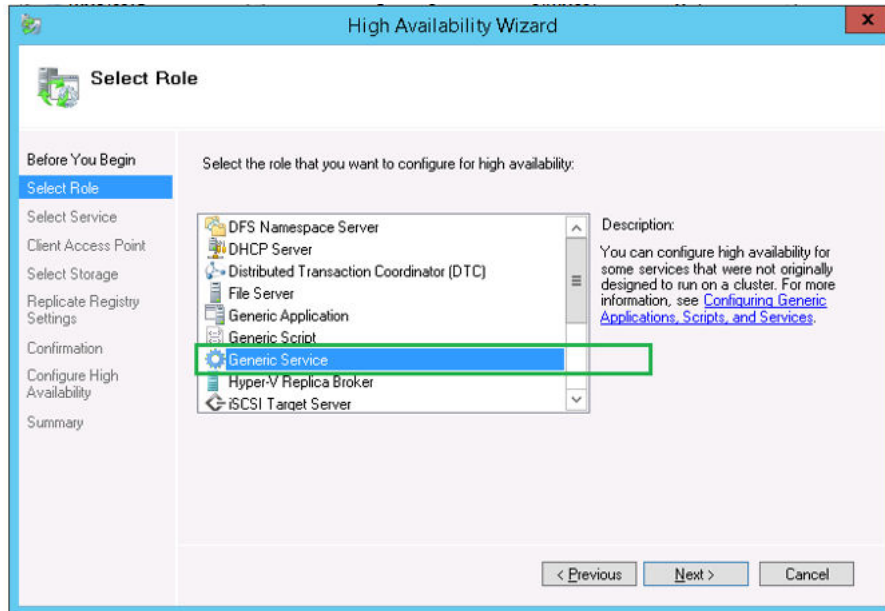 High Availability Wizard
x
Select Role
Before You Begin
Select Role
Select Service
Client Access Point
Select Storage
Replicate Registry
Settings
Confirmation
Configure High
Availability
Summary
Select the role that you want to configure for high availability:
DFS Namespace Server
DHCP Server
Distributed Transaction Coordinator (DTC)
File Server
Generic Application
Generic Script
Generic Service
Hyper-V Replica Broker
iSCSI Target Server
Description:
You can configure high availability for
some services that were not originally
designed to run on a cluster. For more
information, see Configuring Generic
Applications, Scripts, and Services.
< Previous
Next >
Cancel